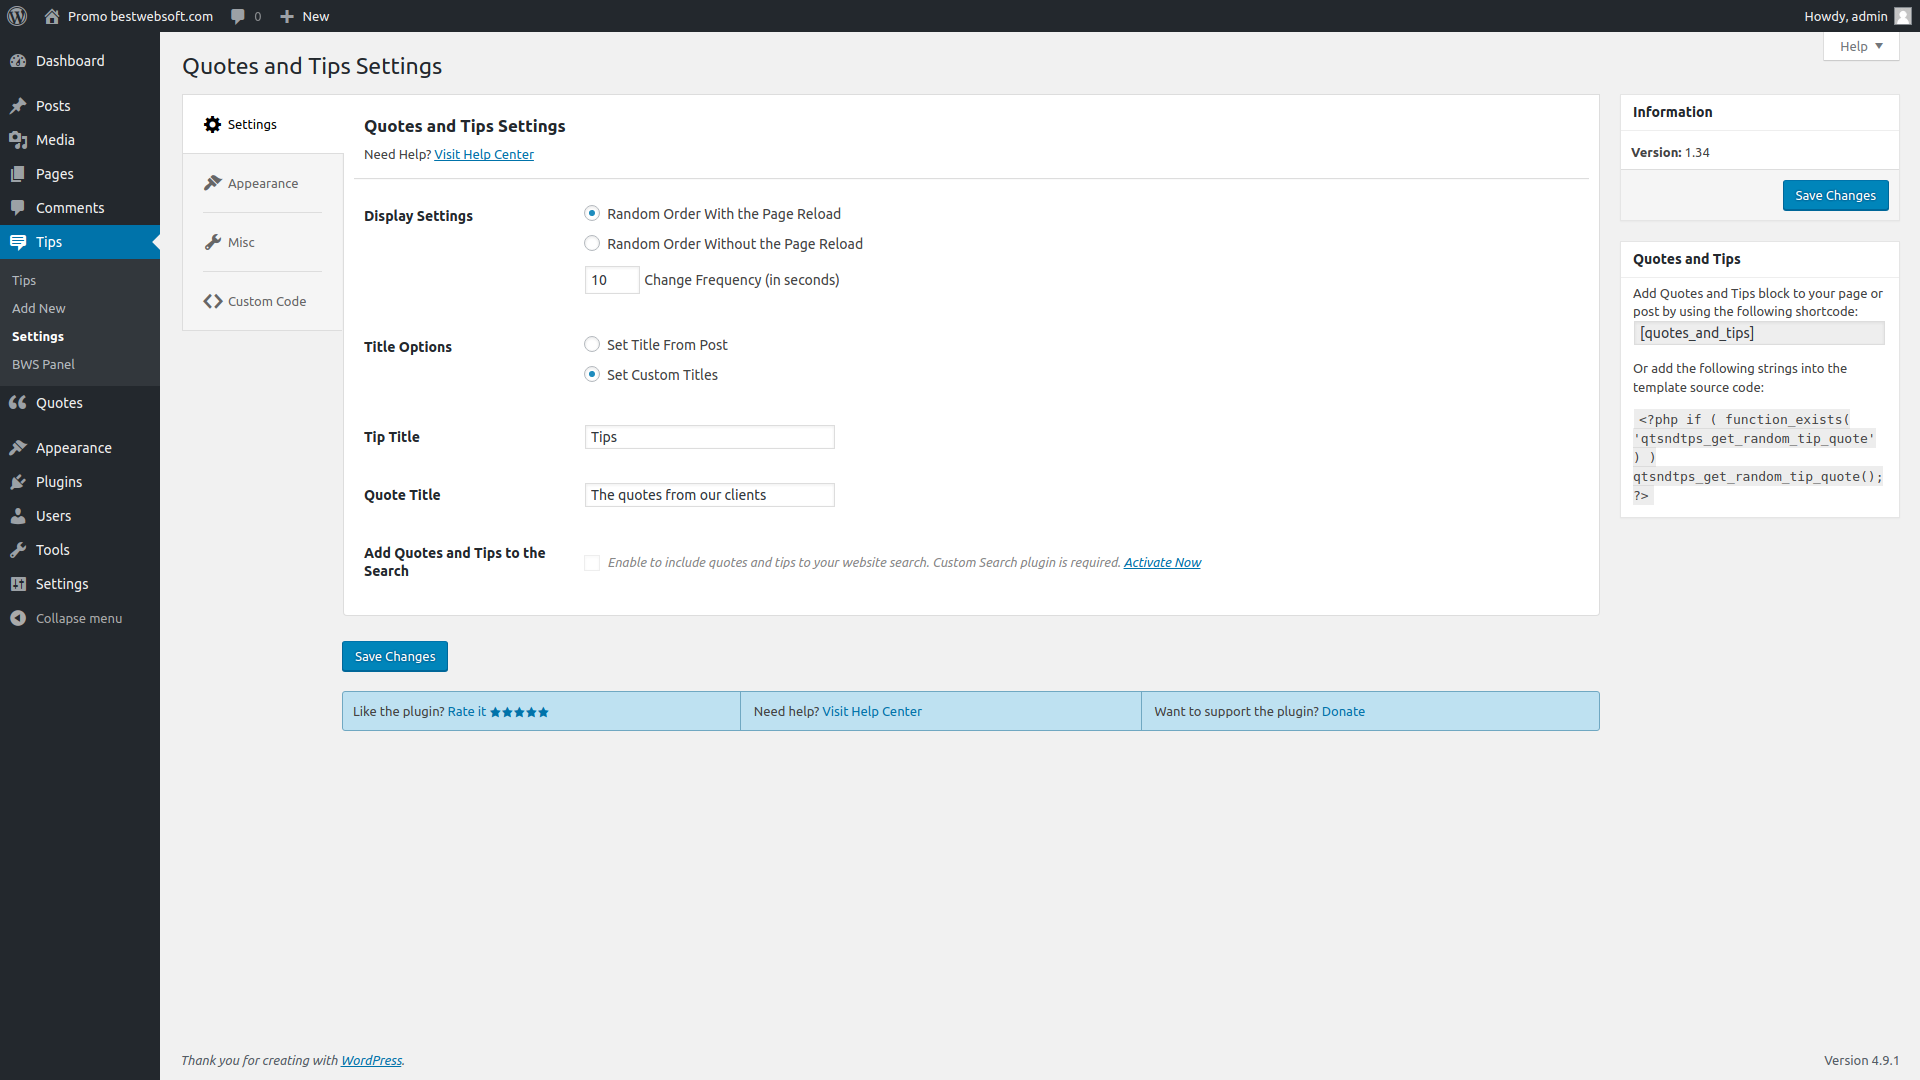 Promo bestwebsoft.com 0 New Howdy, admin
Help
Dashboard
Posts
Media
Pages
Comments
Tips
Tips
Add New
Settings
BWS Panel
Quotes
Appearance
Plugins
Users
Tools
Settings
Collapse menu
Quotes and Tips Settings
Settings
Appearance
Misc
Custom Code
Quotes and Tips Settings
Need Help? Visit Help Center
Display Settings
Random Order With the Page Reload
Random Order Without the Page Reload
10 Change Frequency (in seconds)
Title Options
Set Title From Post
Set Custom Titles
Tip Title
Tips
Quote Title
The quotes from our clients
Add Quotes and Tips to the
Search
Enable to include quotes and tips to your website search. Custom Search plugin is required. Activate Now
Save Changes
Like the plugin? Rate it ★★★★★
Need help? Visit Help Center
Want to support the plugin? Donate
Information
Version: 1.34
Save Changes
Quotes and Tips
Add Quotes and Tips block to your page or
post by using the following shortcode:
[quotes_and_tips]
Or add the following strings into the
template source code:
<?php if ( function_exists(
'qtsndtps_get_random_tip_quote'
) )
qtsndtps_get_random_tip_quote();
?>
Thank you for creating with WordPress.
Version 4.9.1